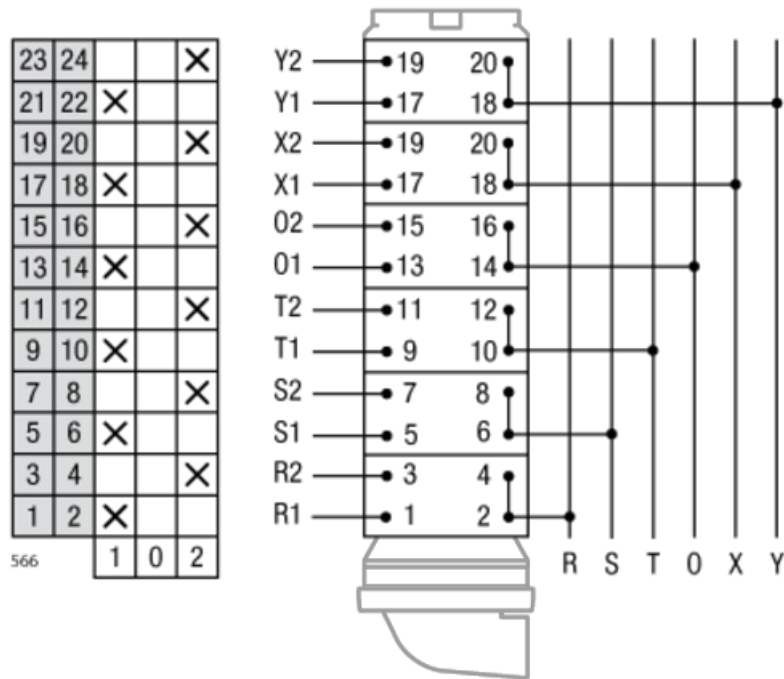 23 24 X Y2 19 20
21 22 X Y1 17 18
19 20 X X2 19 20
17 18 X X1 17 18
15 16 X O2 15 16
13 14 X O1 13 14
11 12 X T2 11 12
9 10 X T1 9 10
7 8 X S2 7 8
5 6 X S1 5 6
3 4 X R2 3 4
1 2 X R1 1 2
566 1 0 2 R S T O X Y